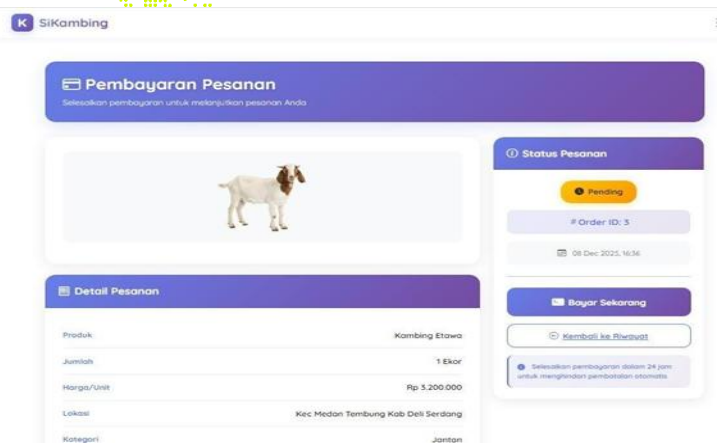 K SiKambing
Pembayaran Pesanan
Selesaikan pembayaran untuk melanjutkan pesanan Anda
Status Pesanan
Pending
# Order ID: 3
08 Dec 2025, 16:36
Bayar Sekarang
Kembali ke Riwayat
Selesaikan pembayaran dalam 24 jam
untuk menghindari pembatalan otomatis
Detail Pesanan
Produk Kambing Etawa
Jumlah 1 Ekor
Harga/Unit Rp 3.200.000
Lokasi Kec Medan Tembung Kab Deli Serdang
Kategori Jantan